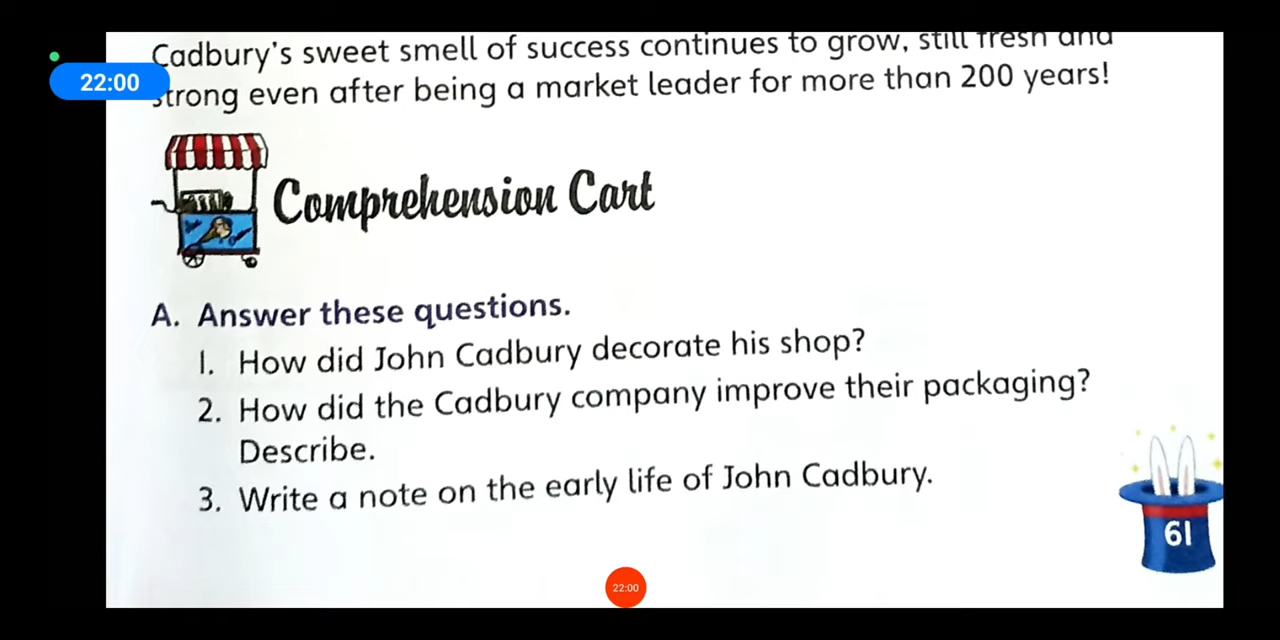 Cadbury's sweet smell of success continues to grow, still fresh and
22:00
strong even after being a market leader for more than 200 years!
Comprehension Cart
A. Answer these questions.
1. How did John Cadbury decorate his shop?
2. How did the Cadbury company improve their packaging?
Describe.
3. Write a note on the early life of John Cadbury.
61
22:00